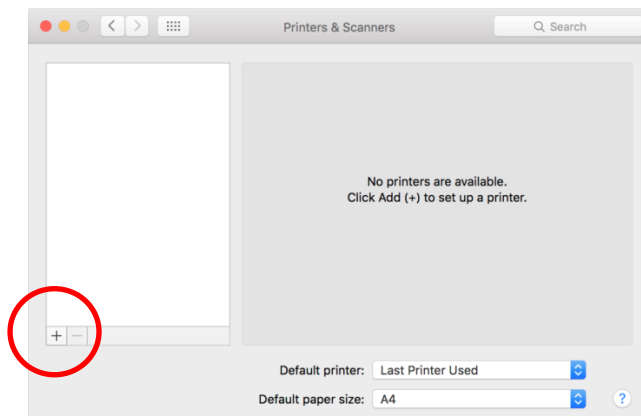 Printers & Scanners
Search
No printers are available.
Click Add (+) to set up a printer.
+ −
Default printer: Last Printer Used
Default paper size: A4
?